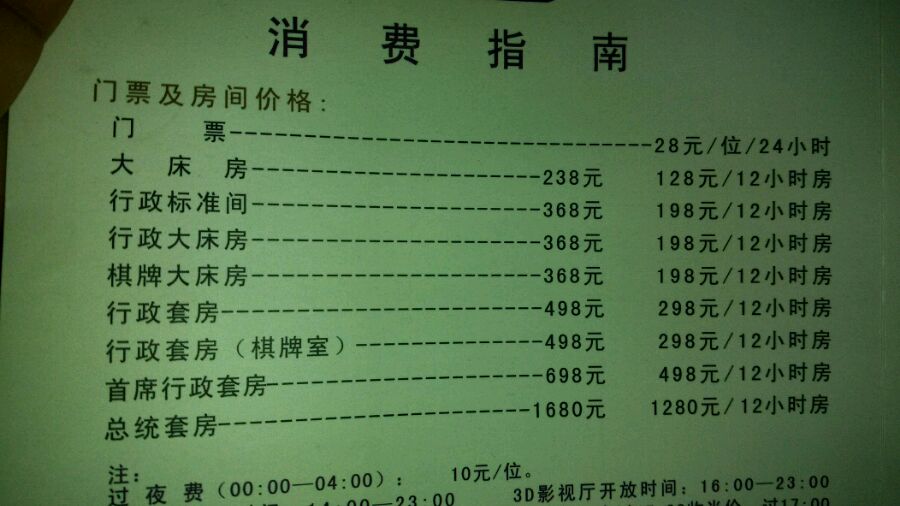 消费指南
门票及房间价格:
门 票------------------------------28元/位/24小时
大 床 房--------------------238元 128元/12小时房
行政标准间--------------------368元 198元/12小时房
行政大床房--------------------368元 198元/12小时房
棋牌大床房--------------------368元 198元/12小时房
行政套房----------------------498元 298元/12小时房
行政套房（棋牌室）------------498元 298元/12小时房
首席行政套房------------------698元 498元/12小时房
总统套房---------------------1680元 1280元/12小时房
注:
过夜费（00:00—04:00）: 10元/位。
3D影视厅开放时间: 16:00—23:00